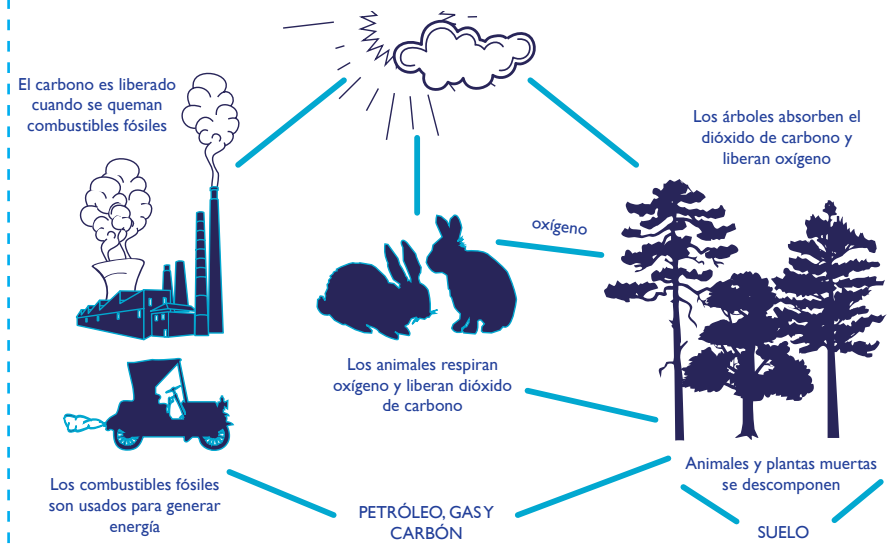 El carbono es liberado
cuando se queman
combustibles fósiles
Los árboles absorben el
dióxido de carbono y
liberan oxígeno
oxígeno
Los animales respiran
oxígeno y liberan dióxido
de carbono
Los combustibles fósiles
son usados para generar
energía
PETRÓLEO, GAS Y
CARBÓN
Animales y plantas muertas
se descomponen
SUELO